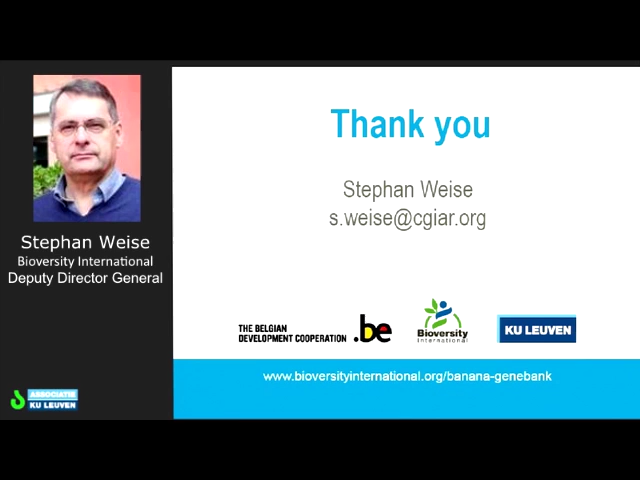 Stephan Weise
Bioversity International
Deputy Director General
ASSOCIATIE
KU LEUVEN
Thank you
Stephan Weise
s.weise@cgiar.org
THE BELGIAN
DEVELOPMENT COOPERATION
.be
Bioversity
International
KU LEUVEN
www.bioversityinternational.org/banana-genebank